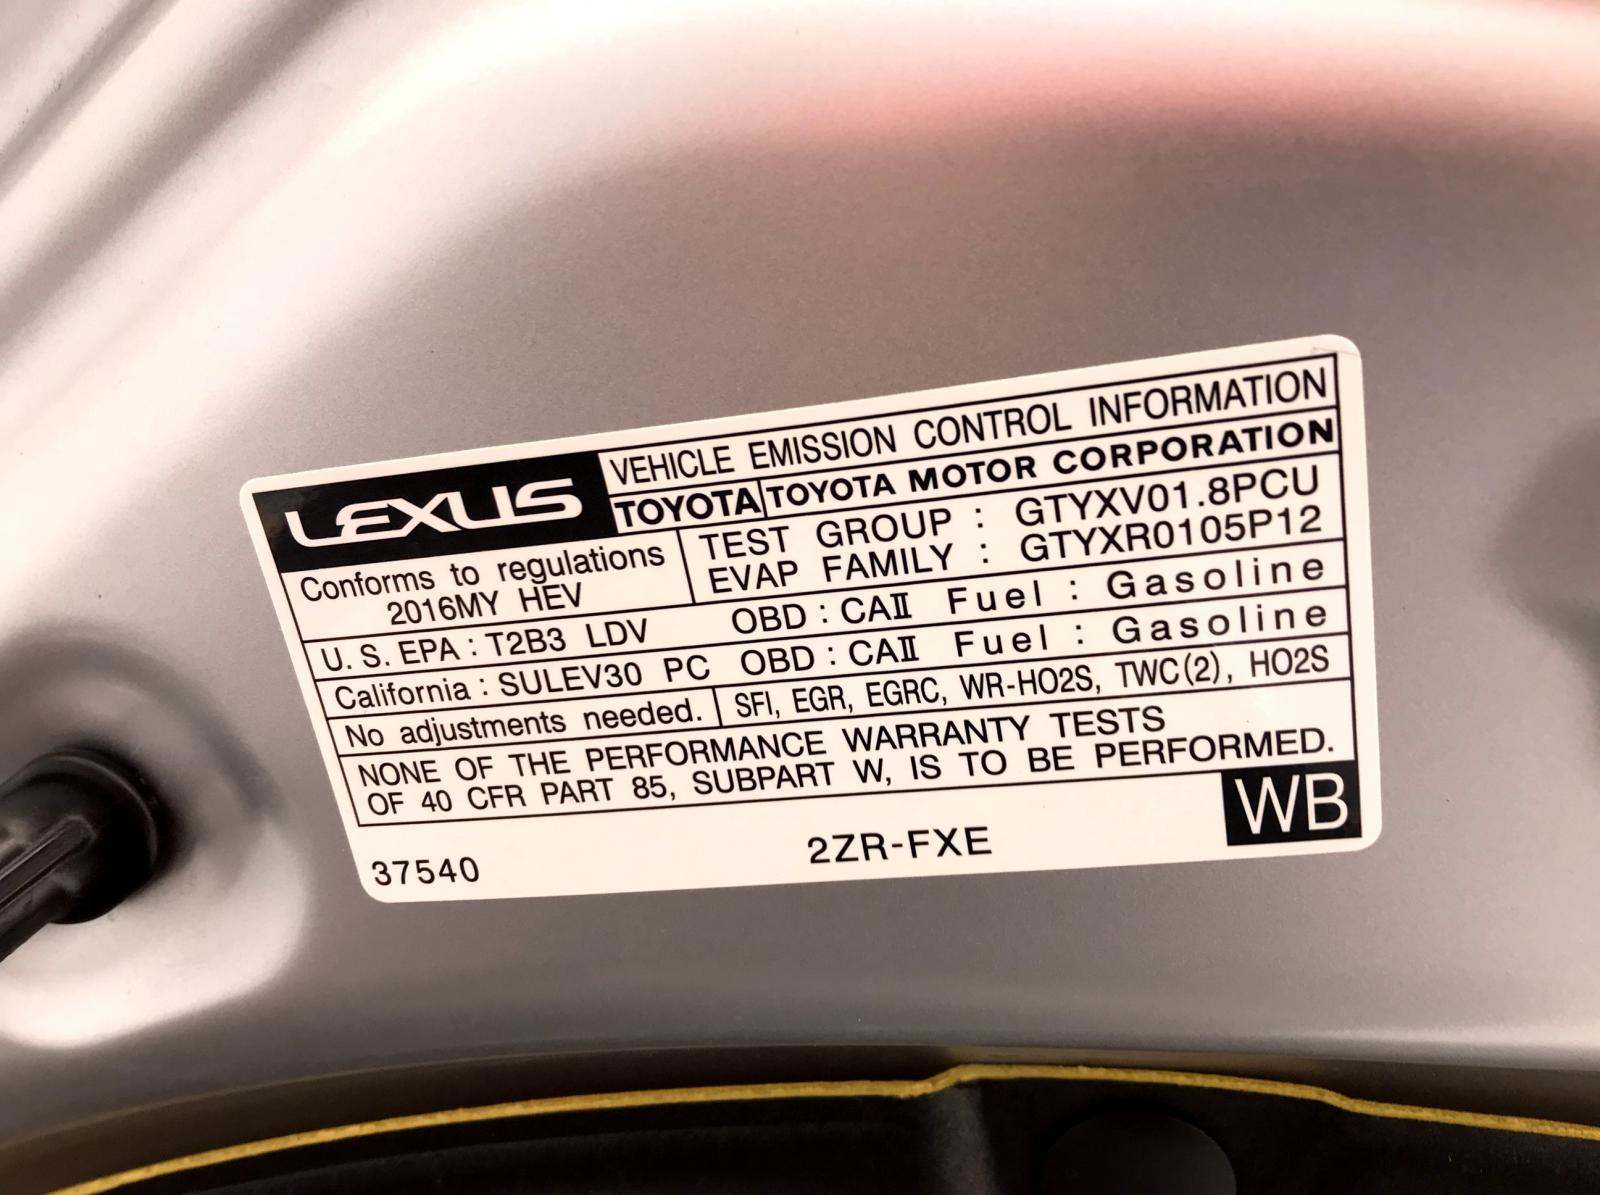 LEXUS
VEHICLE EMISSION CONTROL INFORMATION
TOYOTA TOYOTA MOTOR CORPORATION
Conforms to regulations
2016MY HEV
TEST GROUP : GTYXV01.8PCU
EVAP FAMILY : GTYXR0105P12
U. S. EPA : T2B3 LDV OBD : CAⅡ Fuel : Gasoline
California : SULEV30 PC OBD : CAⅡ Fuel : Gasoline
No adjustments needed. SFI, EGR, EGRC, WR-HO2S, TWC(2), HO2S
NONE OF THE PERFORMANCE WARRANTY TESTS
OF 40 CFR PART 85, SUBPART W, IS TO BE PERFORMED.
37540 2ZR-FXE WB